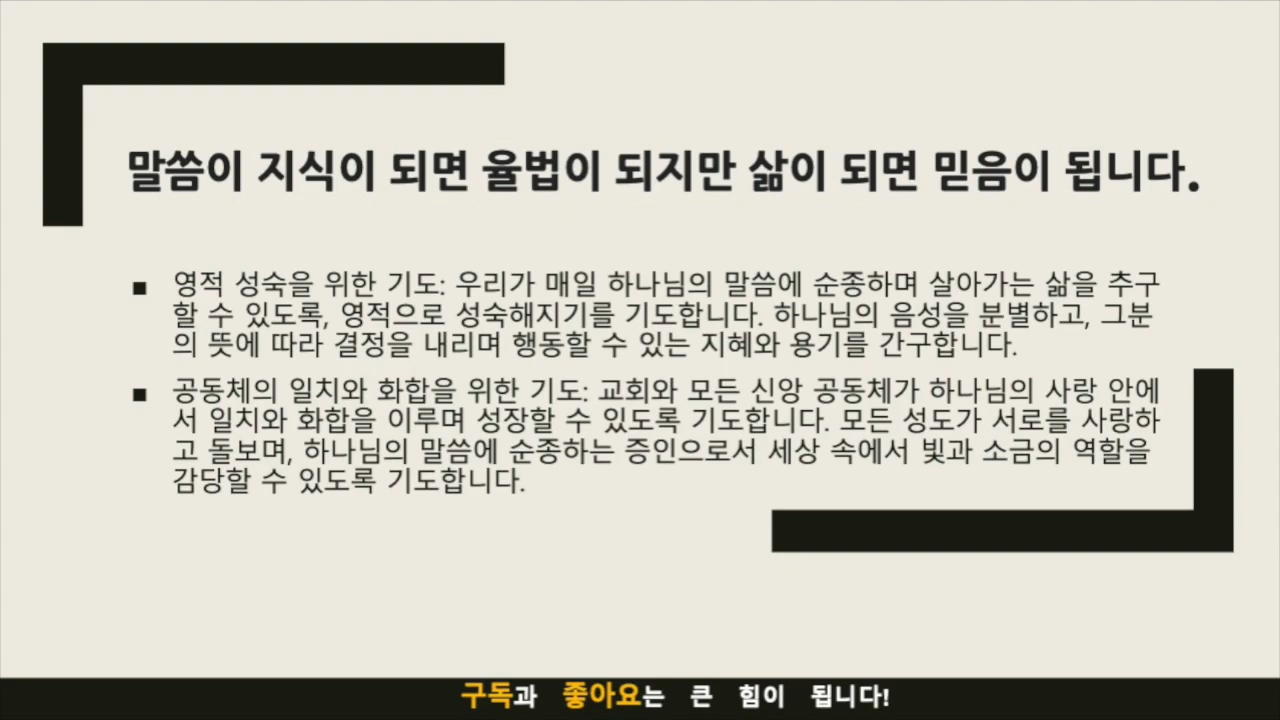 말씀이 지식이 되면 율법이 되지만 삶이 되면 믿음이 됩니다.
▪ 영적 성숙을 위한 기도: 우리가 매일 하나님의 말씀에 순종하며 살아가는 삶을 추구
할 수 있도록, 영적으로 성숙해지기를 기도합니다. 하나님의 음성을 분별하고, 그분
의 뜻에 따라 결정을 내리며 행동할 수 있는 지혜와 용기를 간구합니다.
▪ 공동체의 일치와 화합을 위한 기도: 교회와 모든 신앙 공동체가 하나님의 사랑 안에
서 일치와 화합을 이루며 성장할 수 있도록 기도합니다. 모든 성도가 서로를 사랑하
고 돌보며, 하나님의 말씀에 순종하는 증인으로서 세상 속에서 빛과 소금의 역할을
감당할 수 있도록 기도합니다.
구독과 좋아요는 큰 힘이 됩니다!